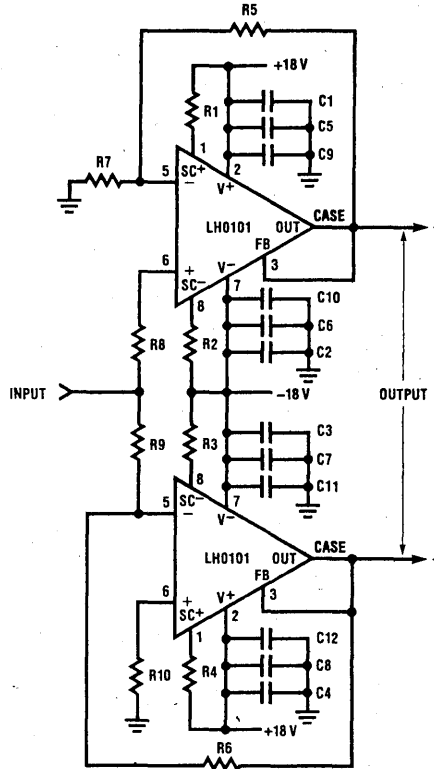 R5
+18 V
R1
C1
C5
C9
R7
1
2
5
SC+
V+
−
LH0101
OUT
CASE
FB
3
6
+
SC−
V−
7
8
C10
C6
C2
R8
R2
INPUT
−18 V
OUTPUT
R9
R3
C3
C7
C11
8
7
5
SC−
V−
−
LH0101
OUT
CASE
FB
3
6
+
SC+
V+
2
1
C12
C8
C4
R10
R4
+18 V
R6